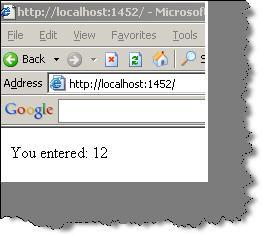 http://localhost:1452/ - Microsof
File Edit View Favorites Tools
Back
Address http://localhost:1452/
Google
You entered: 12